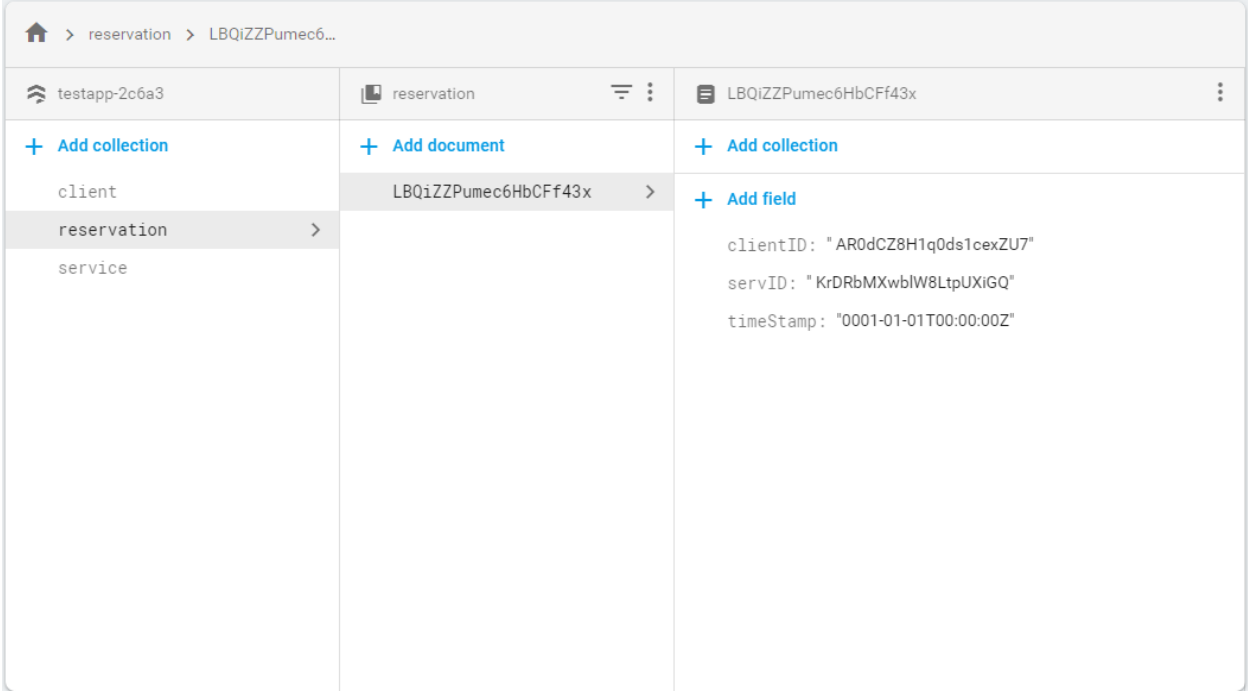 reservation > LBQiZZPumec6...
testapp-2c6a3
Add collection
client
reservation
service
reservation
Add document
LBQiZZPumec6HbCFf43x
LBQiZZPumec6HbCFf43x
Add collection
Add field
clientID: " AR0dCZ8H1q0ds1cexZU7"
servID: " KrDRbMXwblW8LtpUXiGQ"
timeStamp: "0001-01-01T00:00:00Z"